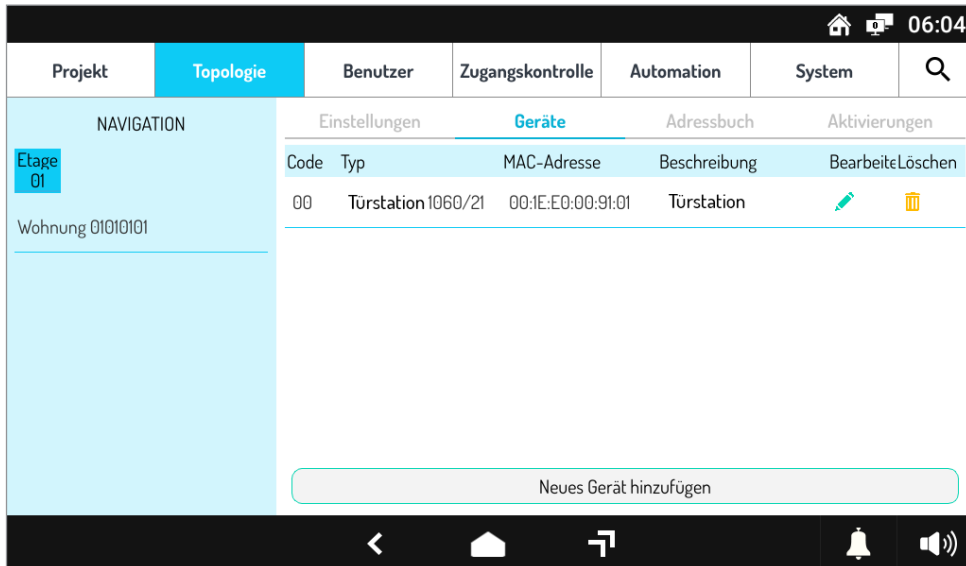 06:04
Projekt Topologie Benutzer Zugangskontrolle Automation System
NAVIGATION
Etage
01
Wohnung 01010101
Einstellungen Geräte Adressbuch Aktivierungen
Code Typ MAC-Adresse Beschreibung Bearbeite Löschen
00 Türstation 1060/21 00:1E:E0:00:91:01 Türstation
Neues Gerät hinzufügen